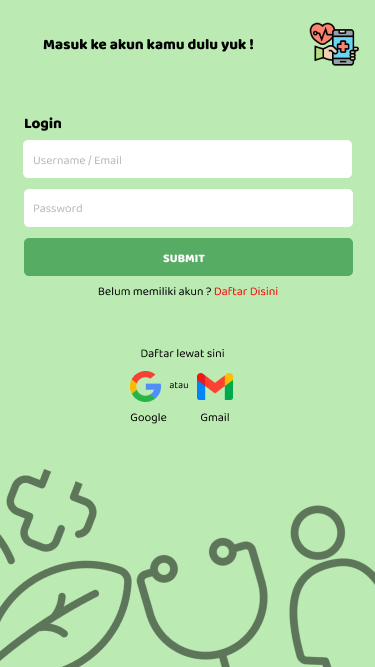 Masuk ke akun kamu dulu yuk !
Login
Username / Email
Password
SUBMIT
Belum memiliki akun ? Daftar Disini
Daftar lewat sini
atau
Google
Gmail